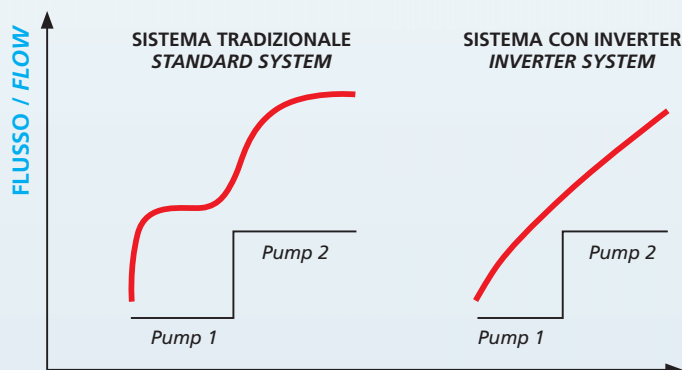 FLUSSO / FLOW
SISTEMA TRADIZIONALE
STANDARD SYSTEM
Pump 2
Pump 1
SISTEMA CON INVERTER
INVERTER SYSTEM
Pump 2
Pump 1